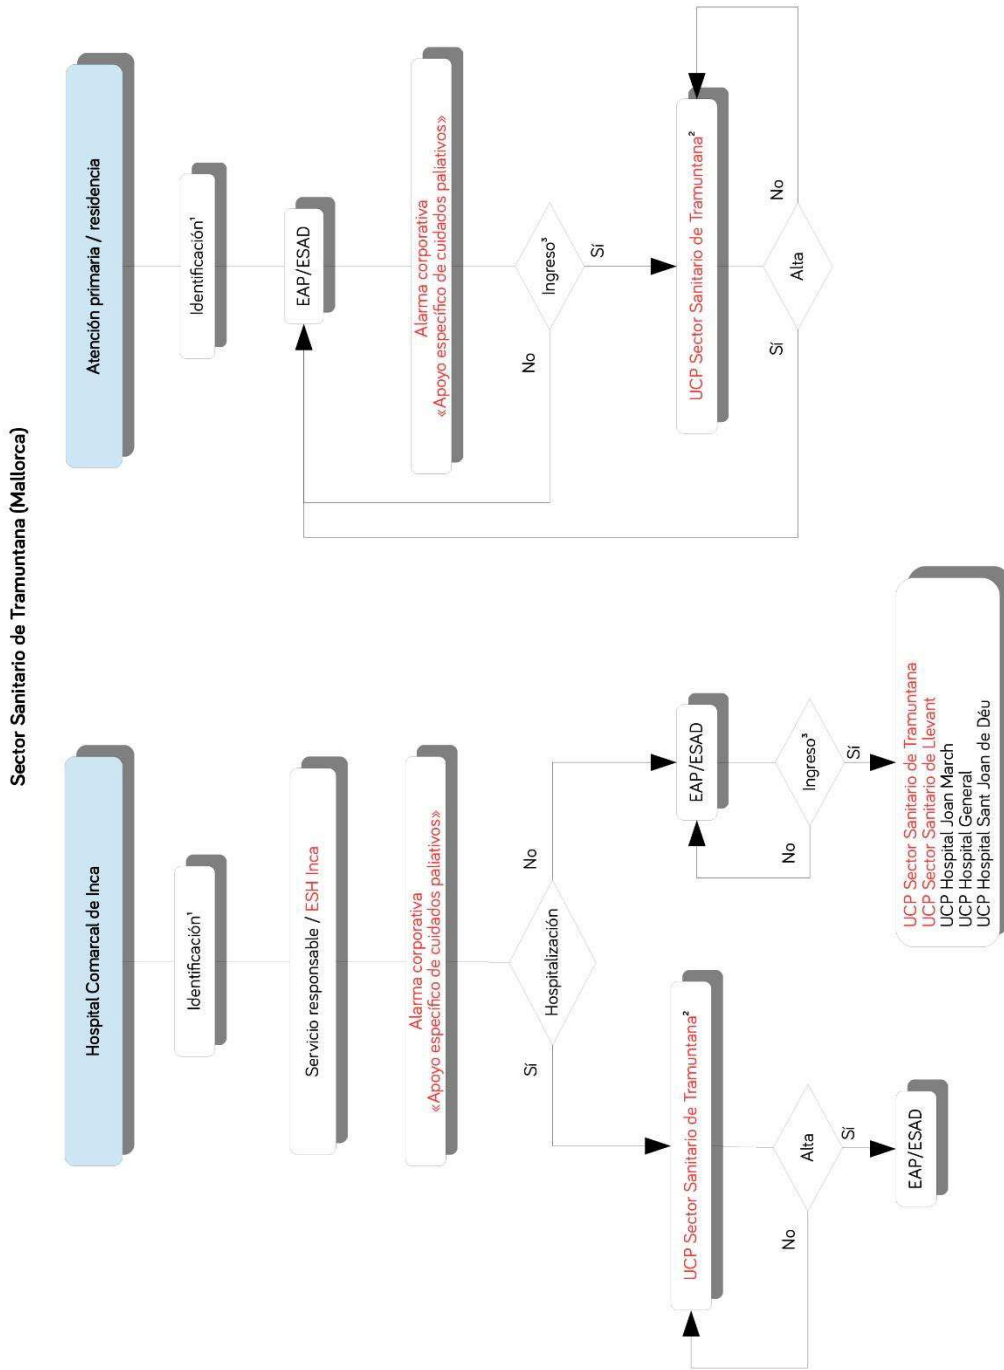 Sector Sanitario de Tramuntana (Mallorca)
Hospital Comarcal de Inca
Identificación¹
Servicio responsable / ESH Inca
Alarma corporativa
«Apoyo específico de cuidados paliativos»
Hospitalización
Sí
No
UCP Sector Sanitario de Tramuntana²
Alta
No
Sí
EAP/ESAD
EAP/ESAD
Ingreso³
No
Sí
UCP Sector Sanitario de Tramuntana
UCP Sector Sanitario de Llevant
UCP Hospital Joan March
UCP Hospital General
UCP Hospital Sant Joan de Déu
Atención primaria / residencia
Identificación¹
EAP/ESAD
Alarma corporativa
«Apoyo específico de cuidados paliativos»
Ingreso³
No
Sí
UCP Sector Sanitario de Tramuntana²
Alta
Sí
No